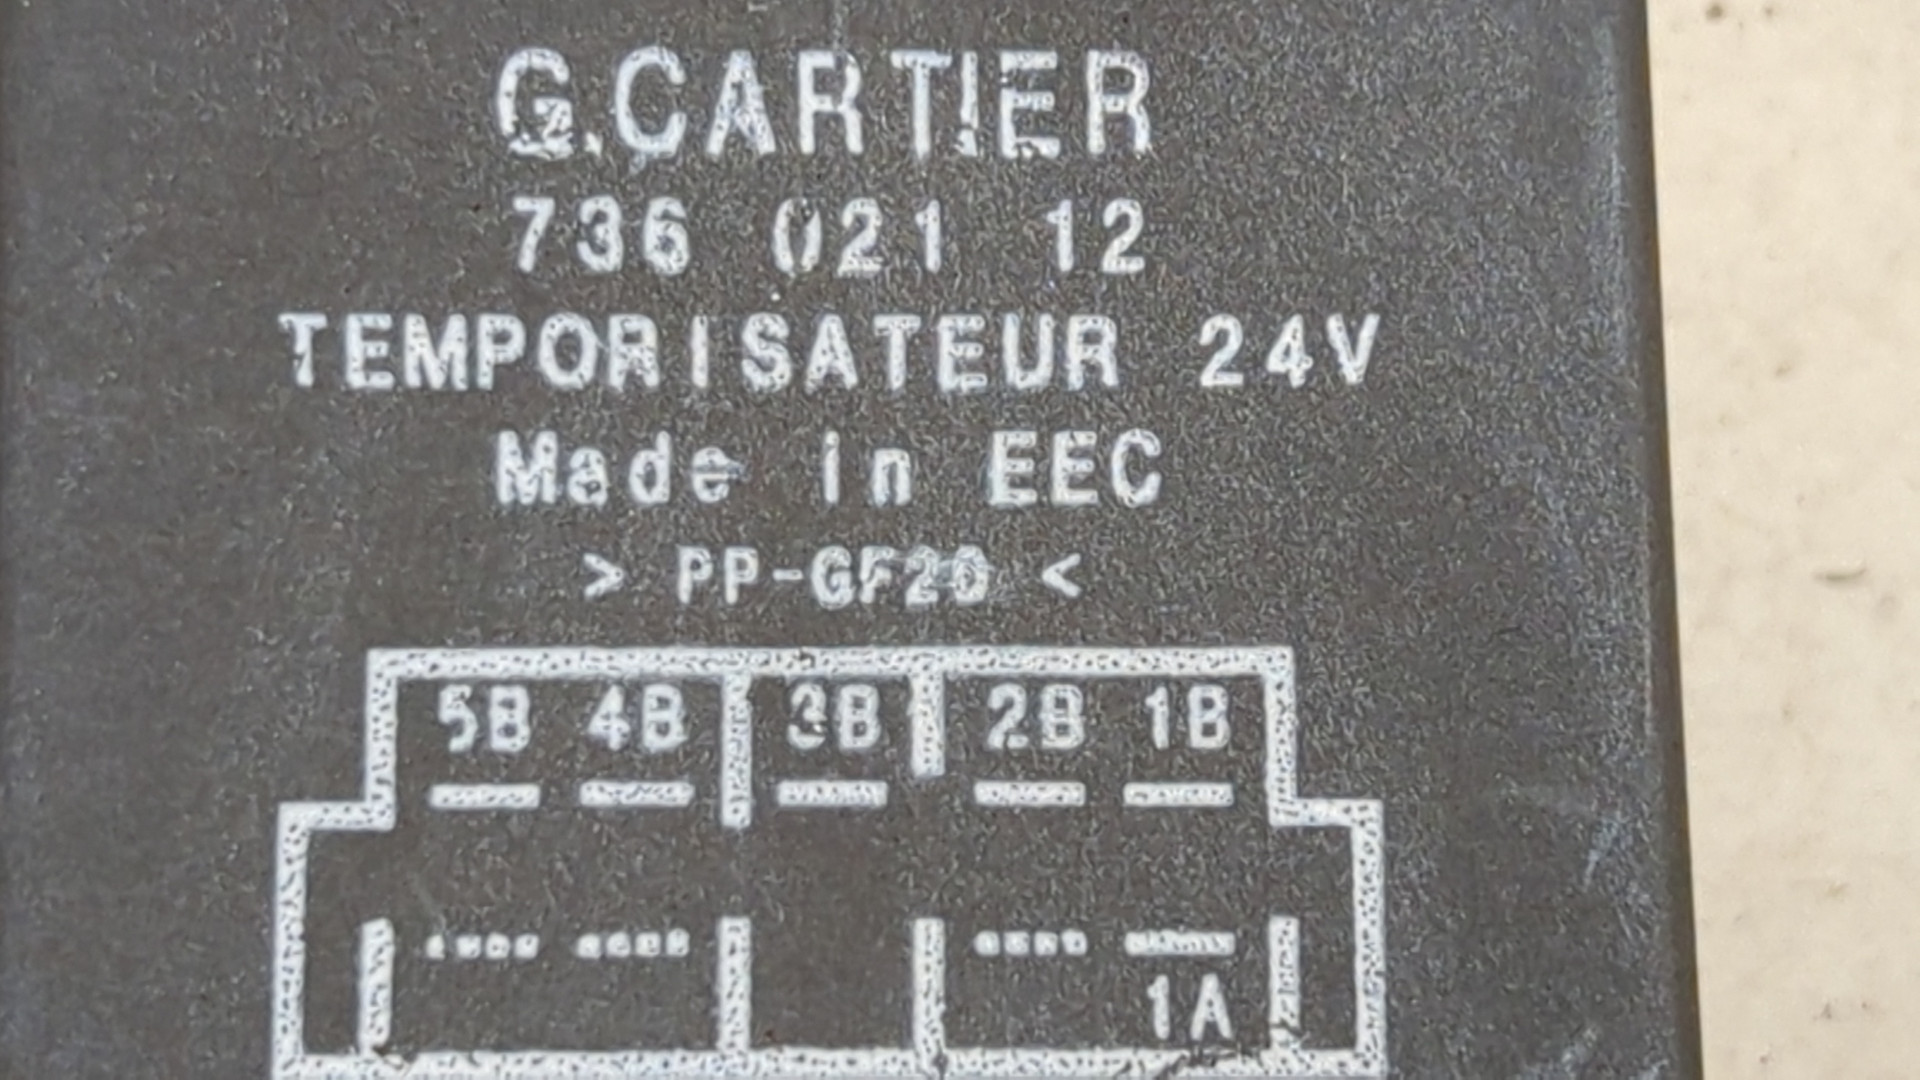 G.CARTIER
736 021 12
TEMPORISATEUR 24V
Made in EEC
> PP-GF20 <
5B 4B 3B 2B 1B
1A